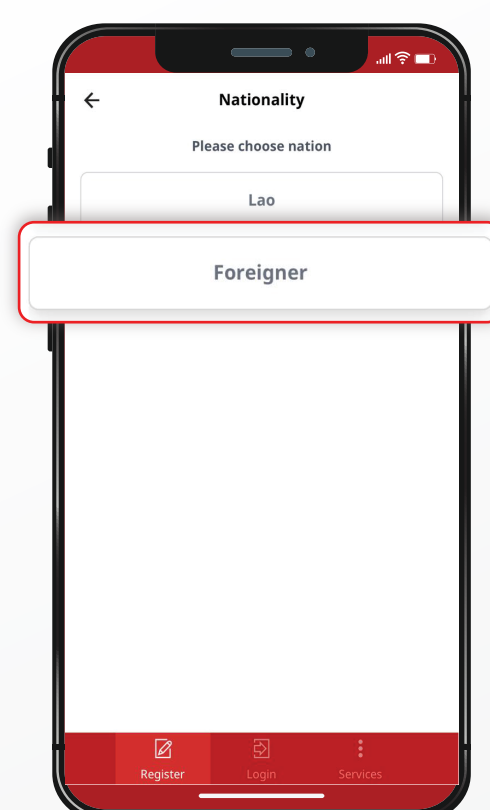 Nationality
Please choose nation
Lao
Foreigner
Register Login Services